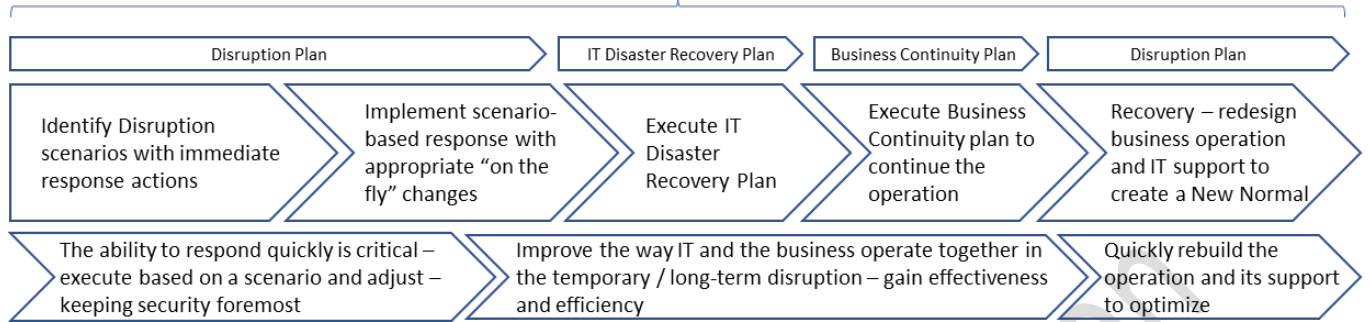 Disruption Plan
IT Disaster Recovery Plan
Business Continuity Plan
Disruption Plan
Identify Disruption
scenarios with immediate
response actions
Implement scenario-
based response with
appropriate “on the
fly” changes
Execute IT
Disaster
Recovery Plan
Execute Business
Continuity plan to
continue the
operation
Recovery – redesign
business operation
and IT support to
create a New Normal
The ability to respond quickly is critical –
execute based on a scenario and adjust –
keeping security foremost
Improve the way IT and the business operate together in
the temporary / long-term disruption – gain effectiveness
and efficiency
Quickly rebuild the
operation and its support
to optimize